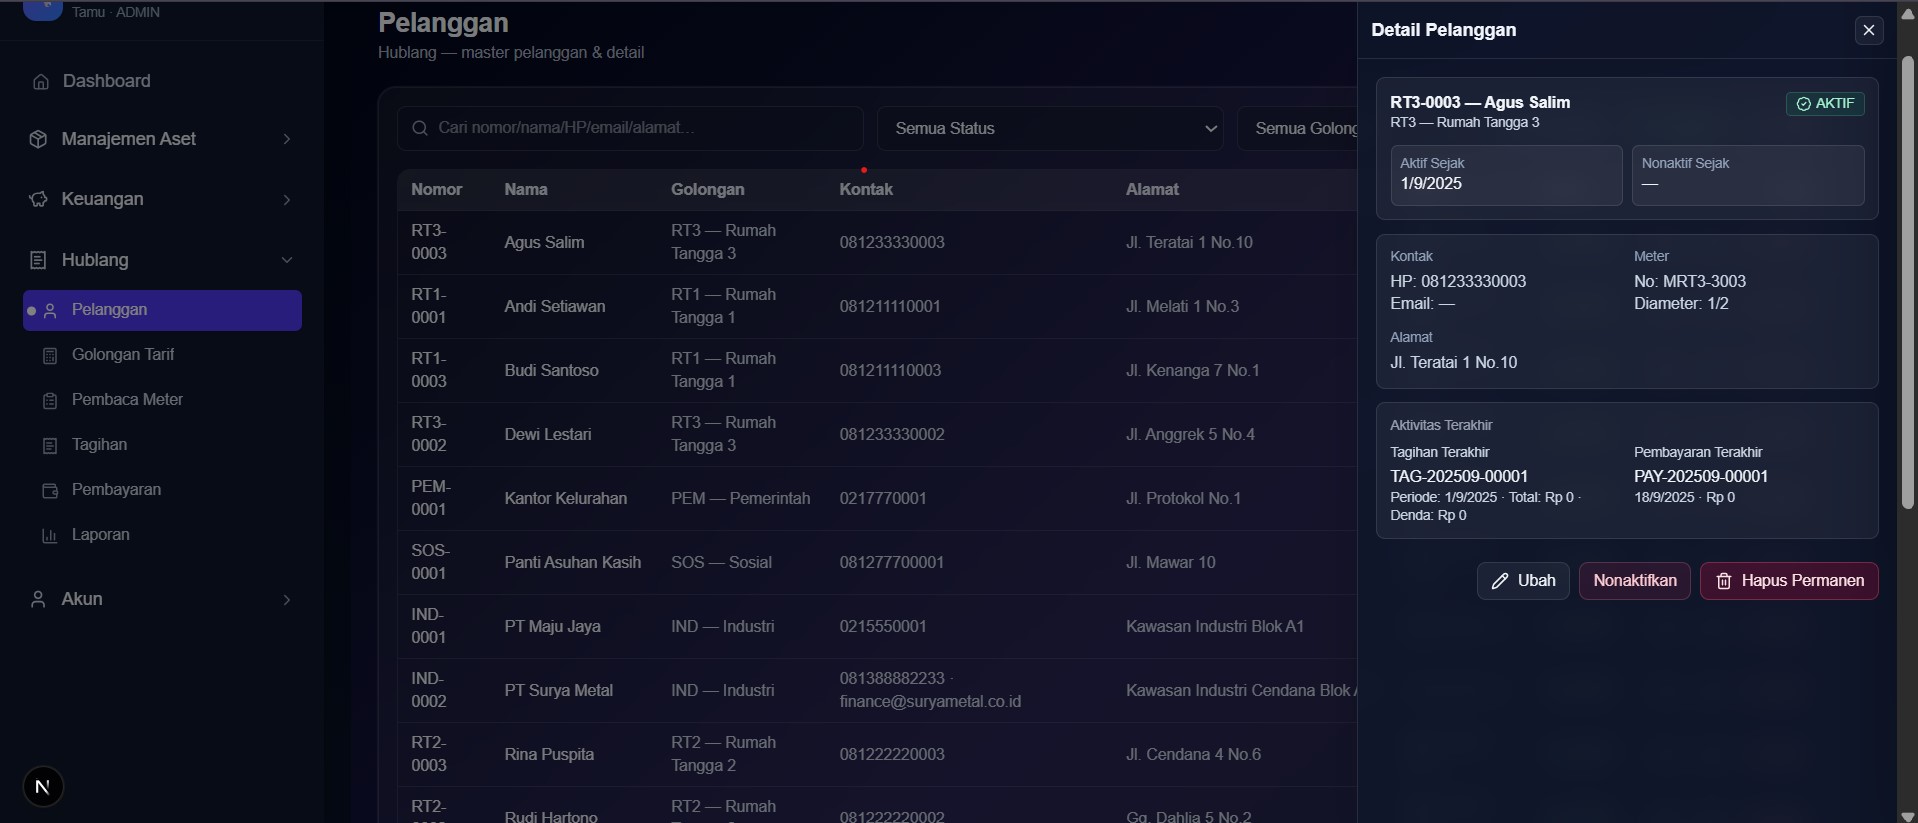 Tamu · ADMIN
Dashboard
Manajemen Aset
Keuangan
Hublang
Pelanggan
Golongan Tarif
Pembaca Meter
Tagihan
Pembayaran
Laporan
Akun
N
Pelanggan
Hublang — master pelanggan & detail
Cari nomor/nama/HP/email/alamat...
Semua Status
Semua Golong
Nomor Nama Golongan Kontak Alamat
RT3-
0003
Agus Salim
RT3 — Rumah
Tangga 3
081233330003
Jl. Teratai 1 No.10
RT1-
0001
Andi Setiawan
RT1 — Rumah
Tangga 1
081211110001
Jl. Melati 1 No.3
RT1-
0003
Budi Santoso
RT1 — Rumah
Tangga 1
081211110003
Jl. Kenanga 7 No.1
RT3-
0002
Dewi Lestari
RT3 — Rumah
Tangga 3
081233330002
Jl. Anggrek 5 No.4
PEM-
0001
Kantor Kelurahan
PEM — Pemerintah
0217770001
Jl. Protokol No.1
SOS-
0001
Panti Asuhan Kasih
SOS — Sosial
081277700001
Jl. Mawar 10
IND-
0001
PT Maju Jaya
IND — Industri
0215550001
Kawasan Industri Blok A1
IND-
0002
PT Surya Metal
IND — Industri
081388882233 ·
finance@suryametal.co.id
Kawasan Industri Cendana Blok
RT2-
0003
Rina Puspita
RT2 — Rumah
Tangga 2
081222220003
Jl. Cendana 4 No.6
RT2-
Rudi Hartono
RT2 — Rumah
081222220002
Gg. Dahlia 5 No.2
Detail Pelanggan
RT3-0003 — Agus Salim
AKTIF
RT3 — Rumah Tangga 3
Aktif Sejak
1/9/2025
Nonaktif Sejak
—
Kontak
HP: 081233330003
Email: —
Meter
No: MRT3-3003
Diameter: 1/2
Alamat
Jl. Teratai 1 No.10
Aktivitas Terakhir
Tagihan Terakhir
TAG-202509-00001
Periode: 1/9/2025 · Total: Rp 0 ·
Denda: Rp 0
Pembayaran Terakhir
PAY-202509-00001
18/9/2025 · Rp 0
Ubah
Nonaktifkan
Hapus Permanen